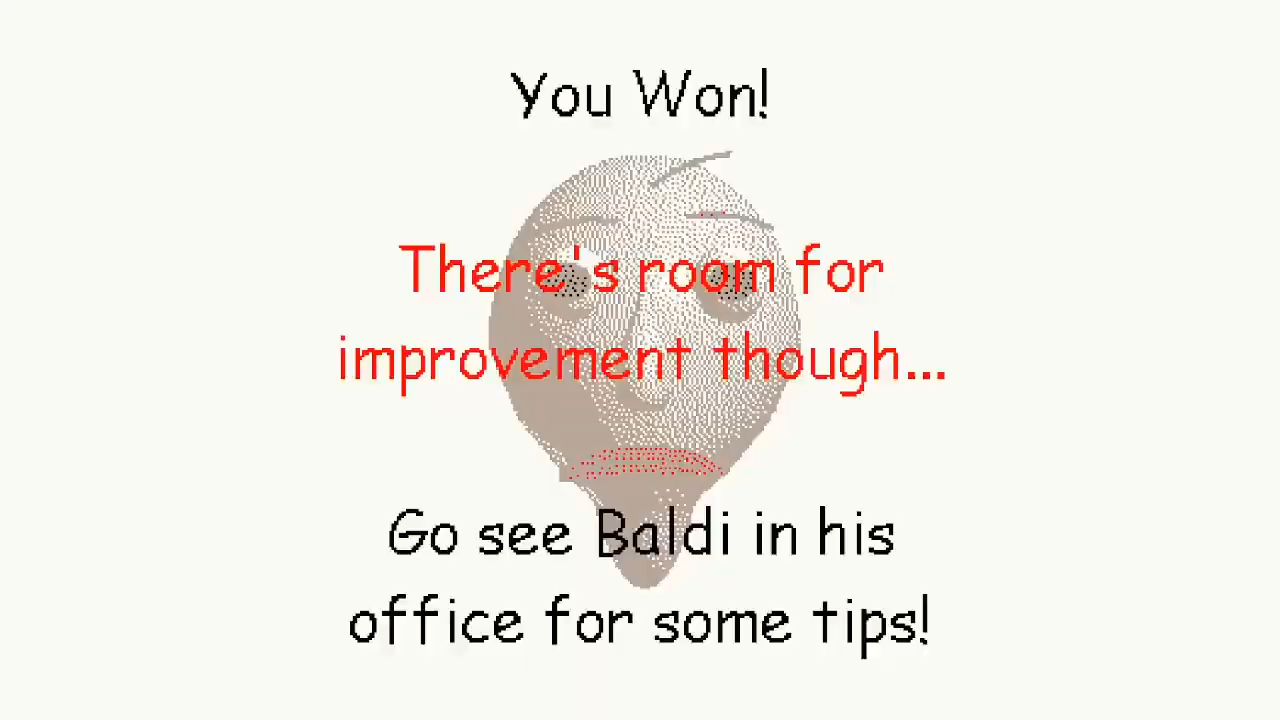 You Won!
There's room for
improvement though...
Go see Baldi in his
office for some tips!